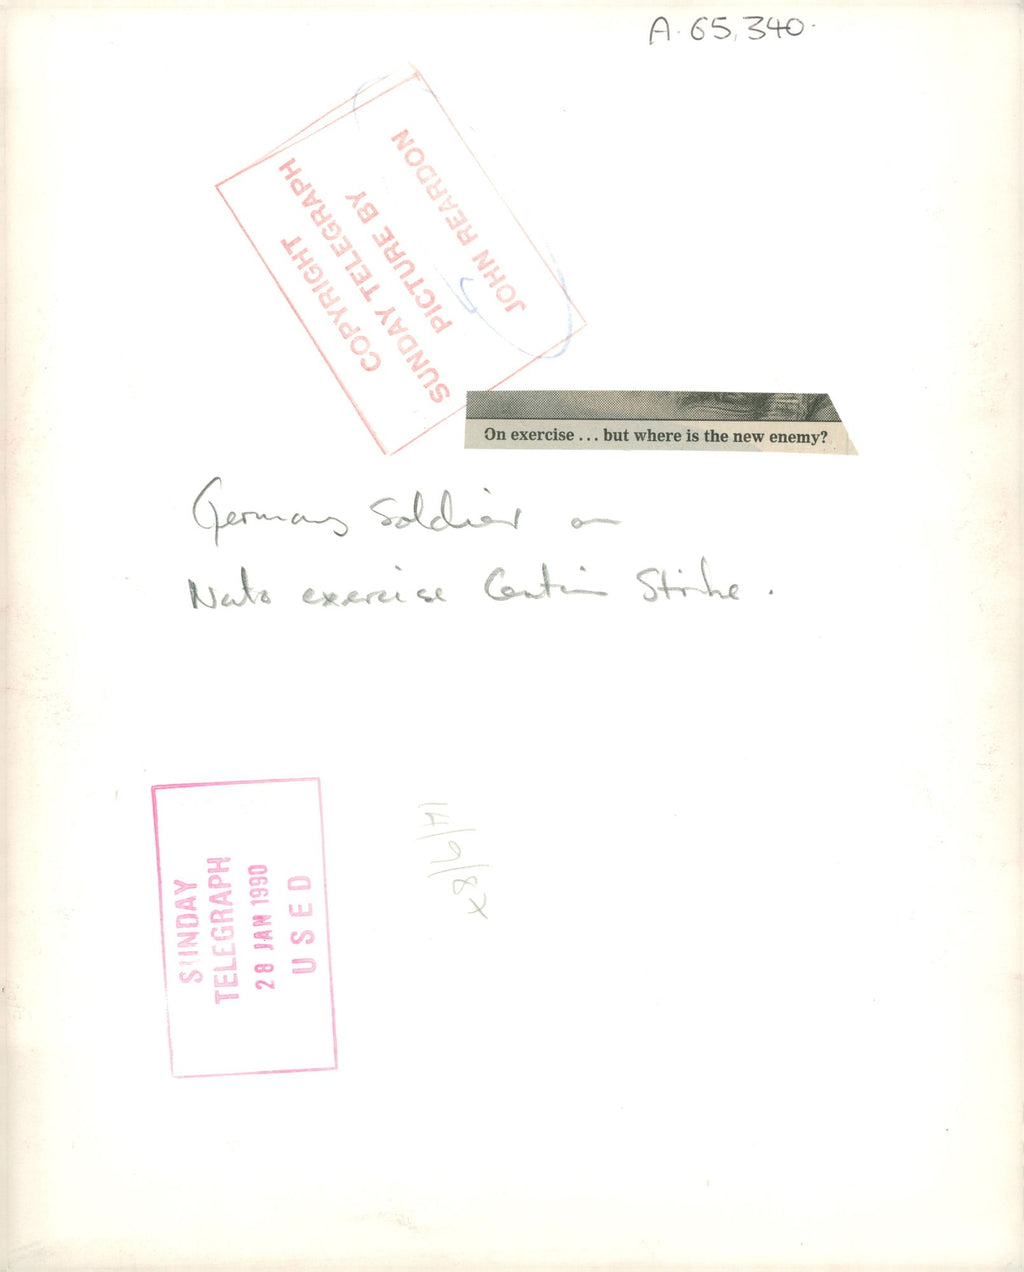 A.65,340.
COPYRIGHT
SUNDAY TELEGRAPH
PICTURE BY
JOHN REARDON
On exercise ... but where is the new enemy?
Germany Soldier on
Nato exercise Certain Strike.
SUNDAY
TELEGRAPH
28 JAN 1990
USED